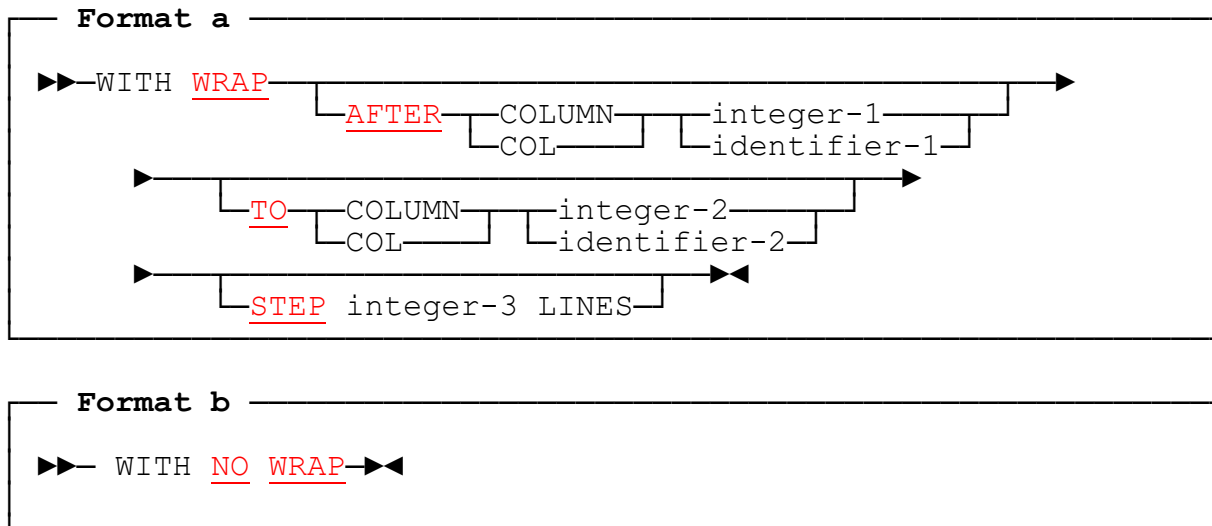 Format a
WITH WRAP
AFTER COLUMN integer-1
COL identifier-1
TO COLUMN integer-2
COL identifier-2
STEP integer-3 LINES
Format b
WITH NO WRAP